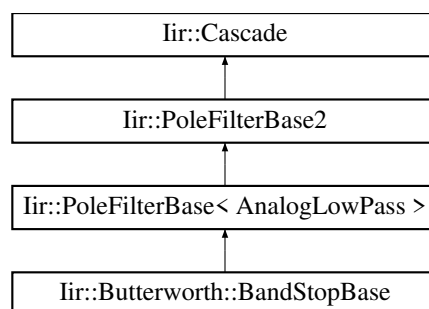 Iir::Cascade
Iir::PoleFilterBase2
Iir::PoleFilterBase< AnalogLowPass >
Iir::Butterworth::BandStopBase